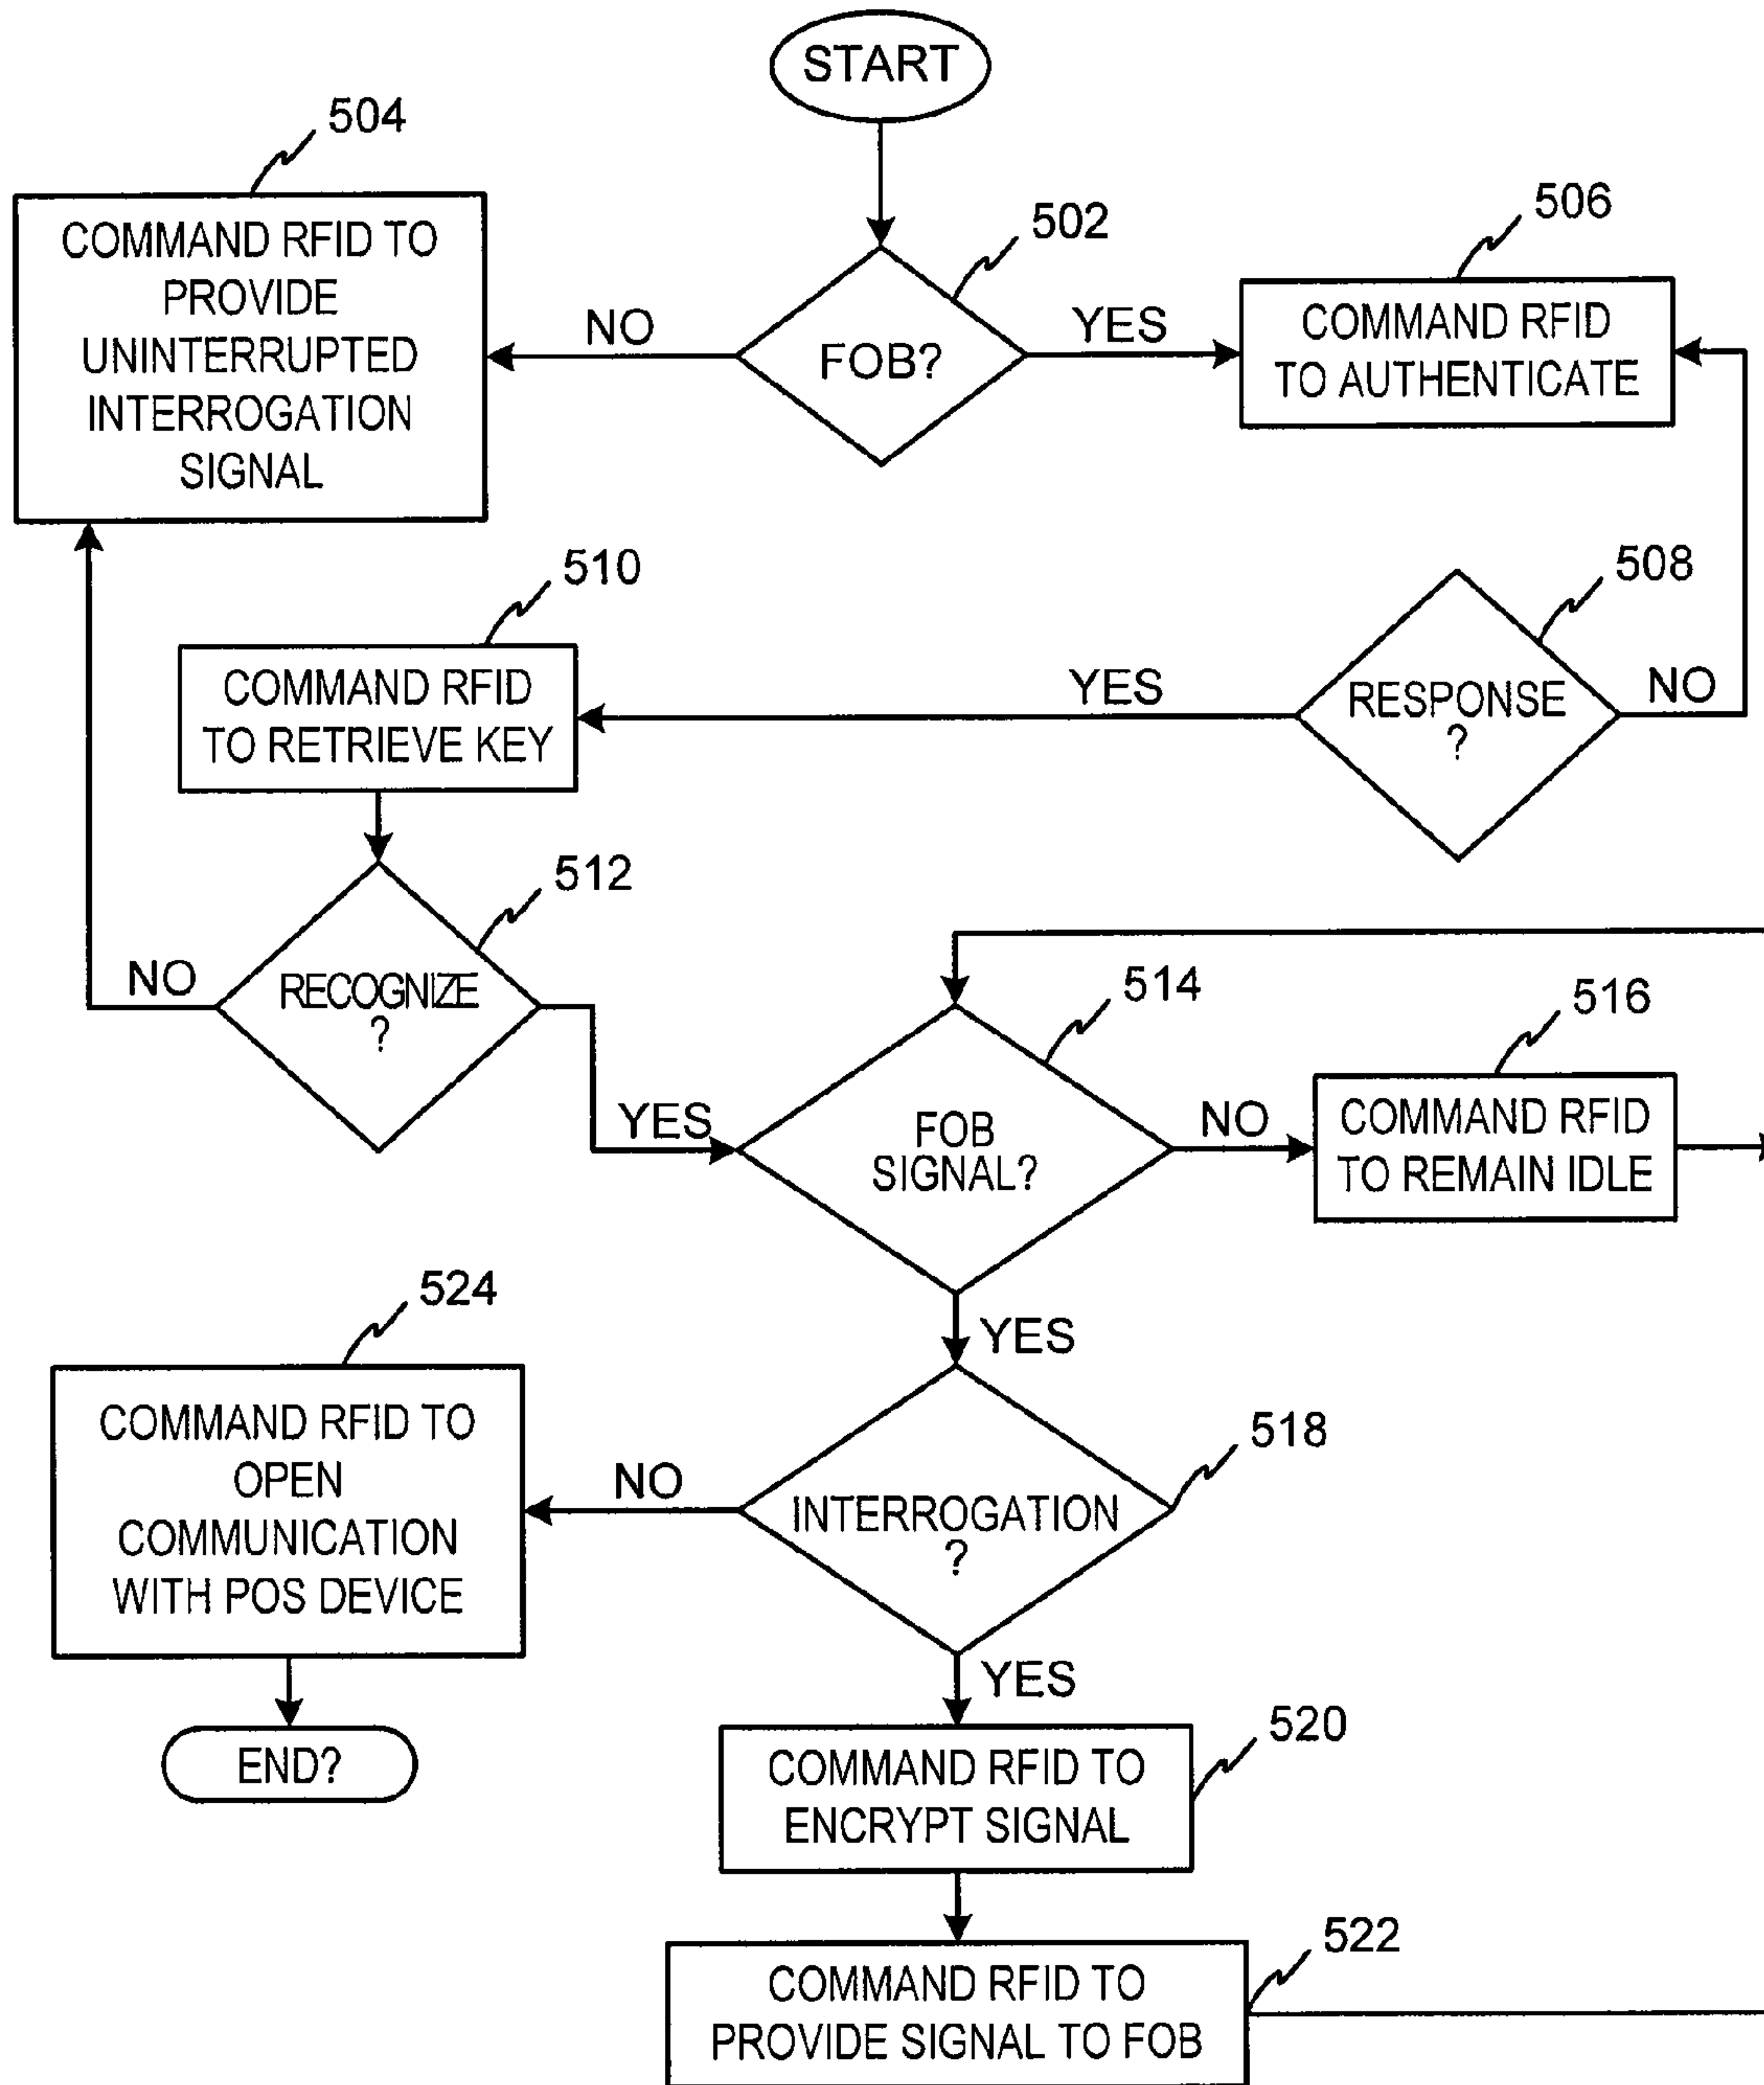 START
504
COMMAND RFID TO
PROVIDE
UNINTERRUPTED
INTERROGATION
SIGNAL
502
FOB?
NO
YES
506
COMMAND RFID
TO AUTHENTICATE
508
RESPONSE
?
NO
YES
510
COMMAND RFID
TO RETRIEVE KEY
512
RECOGNIZE
?
NO
YES
514
FOB
SIGNAL?
NO
516
COMMAND RFID
TO REMAIN IDLE
YES
518
INTERROGATION
?
NO
524
COMMAND RFID TO
OPEN
COMMUNICATION
WITH POS DEVICE
END?
YES
520
COMMAND RFID TO
ENCRYPT SIGNAL
522
COMMAND RFID TO
PROVIDE SIGNAL TO FOB